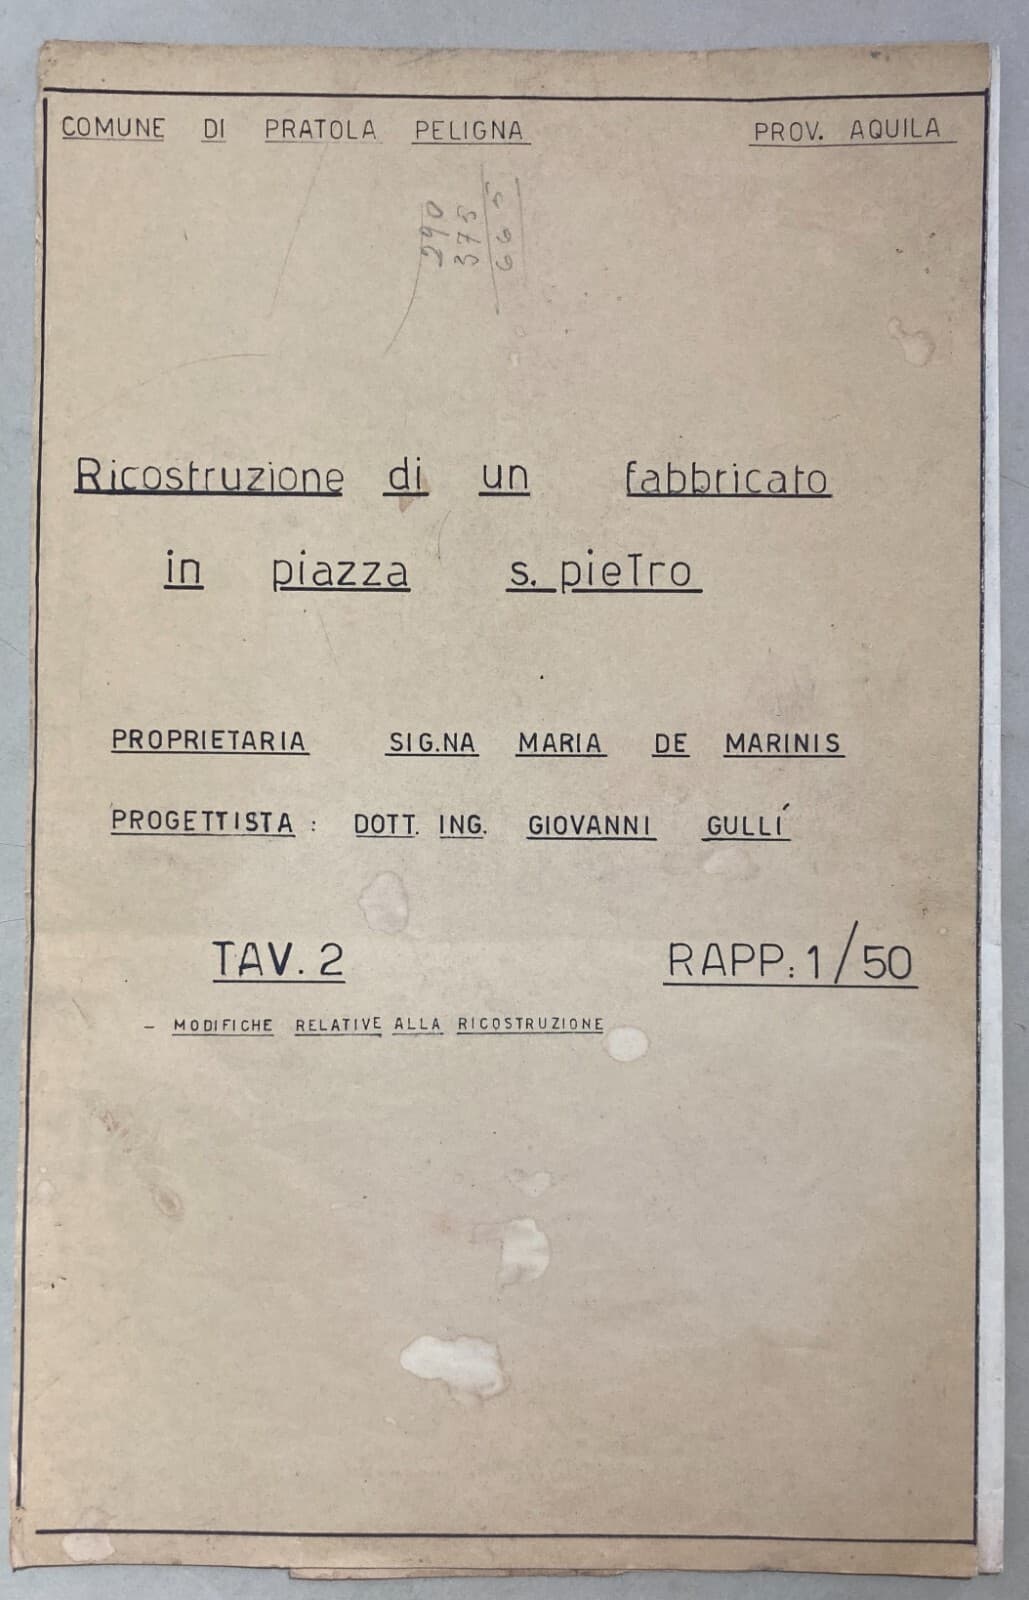 COMUNE DI PRATOLA PELIGNA PROV. AQUILA
290
375
665
Ricostruzione di un fabbricato
in piazza s. pieTro
PROPRIETARIA SIG.NA MARIA DE MARINIS
PROGETTISTA : DOTT. ING. GIOVANNI GULLÍ
TAV. 2 RAPP: 1/50
- MODIFICHE RELATIVE ALLA RICOSTRUZIONE